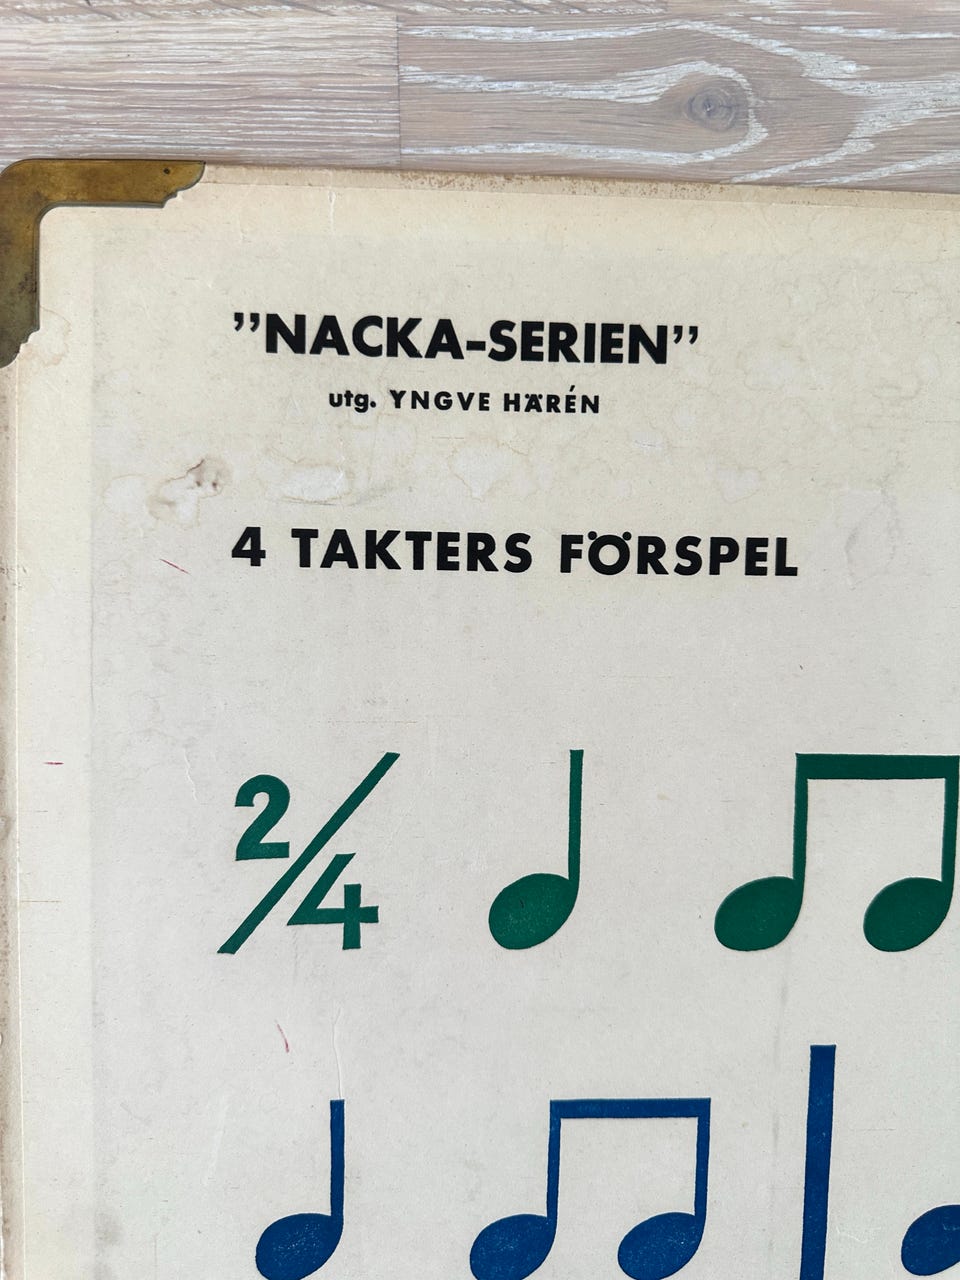 ”NACKA-SERIEN”
utg. YNGVE HÄRÉN
4 TAKTERS FÖRSPEL
2/4